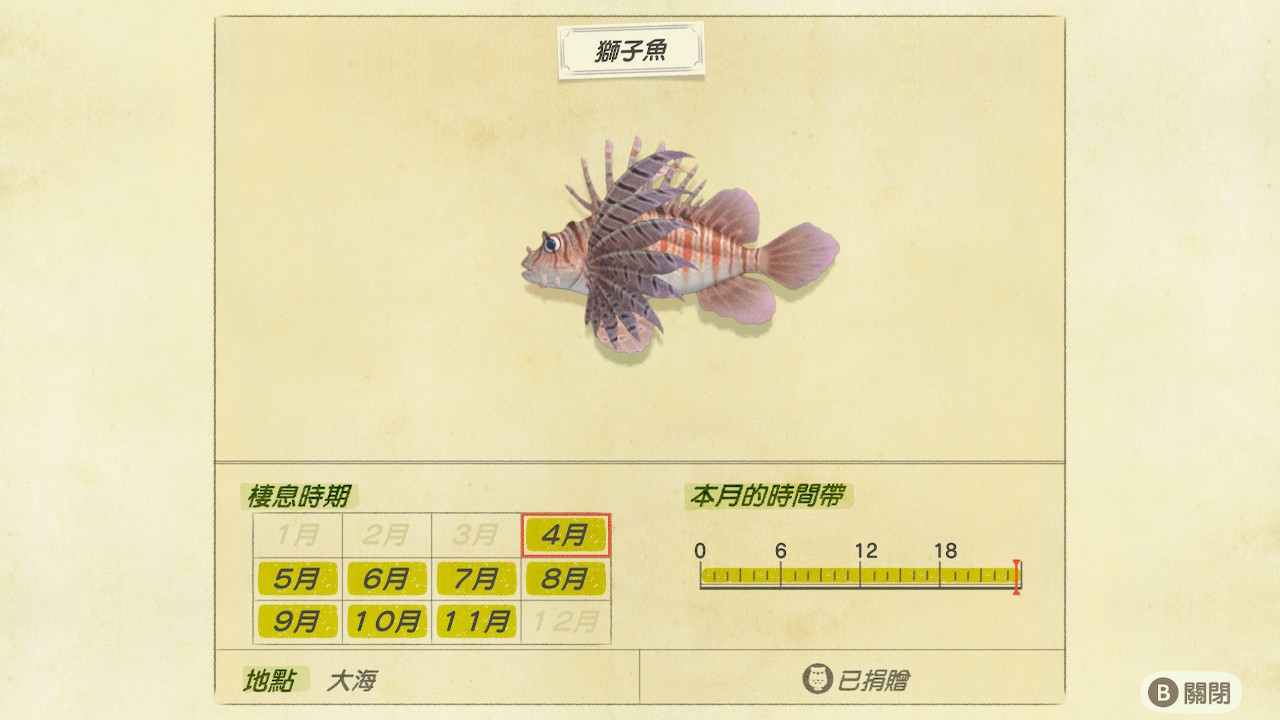 獅子魚
棲息時期
1月 2月 3月 4月
5月 6月 7月 8月
9月 10月 11月 12月
本月的時間帶
0 6 12 18
地點 大海
已捐贈
B 關閉